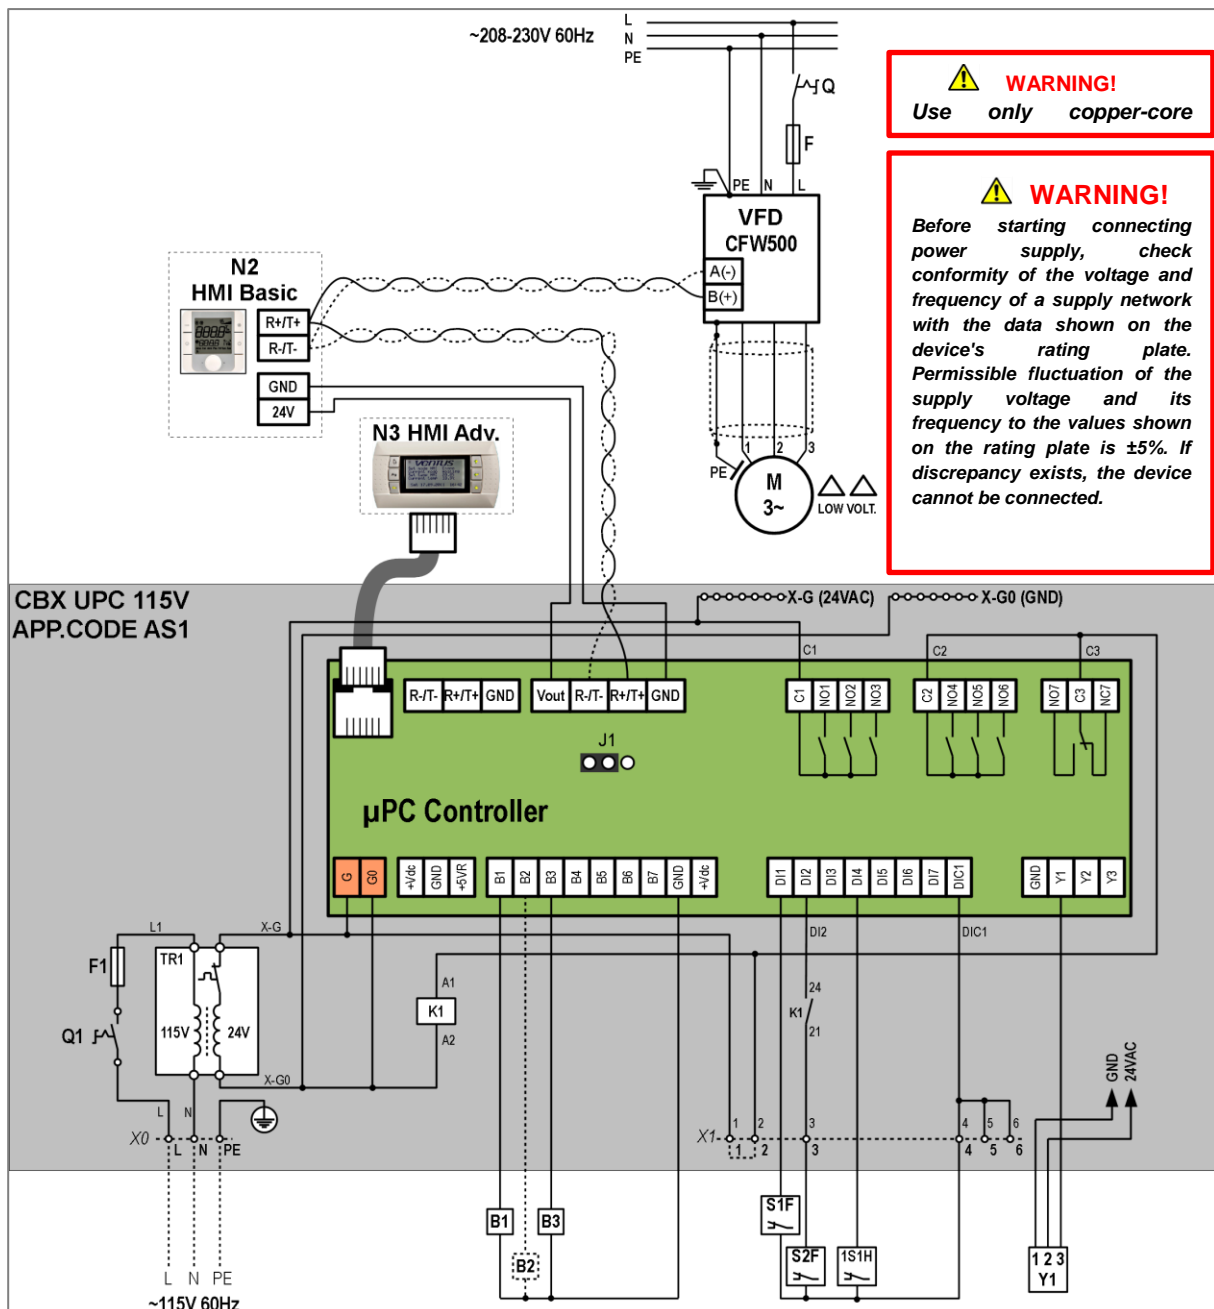 ~208-230V 60Hz
L
N
PE
Q
F
PE N L
VFD
CFW500
A(-)
B(+)
WARNING!
Use only copper-core
WARNING!
Before starting connecting
power supply, check
conformity of the voltage and
frequency of a supply network
with the data shown on the
device's rating plate.
Permissible fluctuation of the
supply voltage and its
frequency to the values shown
on the rating plate is ±5%. If
discrepancy exists, the device
cannot be connected.
N2
HMI Basic
R+/T+
R-/T-
GND
24V
N3 HMI Adv.
VENTUS
1 2 3
PE
M
3~
LOW VOLT.
CBX UPC 115V
APP.CODE AS1
X-G (24VAC)
X-G0 (GND)
C1
C2
C3
R-/T- R+/T+ GND
Vout R-/T- R+/T+ GND
C1 NO1 NO2 NO3
C2 NO4 NO5 NO6
NO7 C3 NC7
J1
µPC Controller
G G0
+Vdc GND +5VR
B1 B2 B3 B4 B5 B6 B7 GND +Vdc
DI1 DI2 DI3 DI4 DI5 DI6 DI7 DIC1
GND Y1 Y2 Y3
L1
X-G
DI2
DIC1
F1
TR1
Q1
115V
24V
X-G0
A1
K1
A2
24
K1
21
GND
24VAC
L N
X0
L N PE
X1
1 2 3 4 5 6
1 2 3 4 5 6
B1
B2
B3
S1F
S2F
1S1H
1 2 3
Y1
L N PE
~115V 60Hz